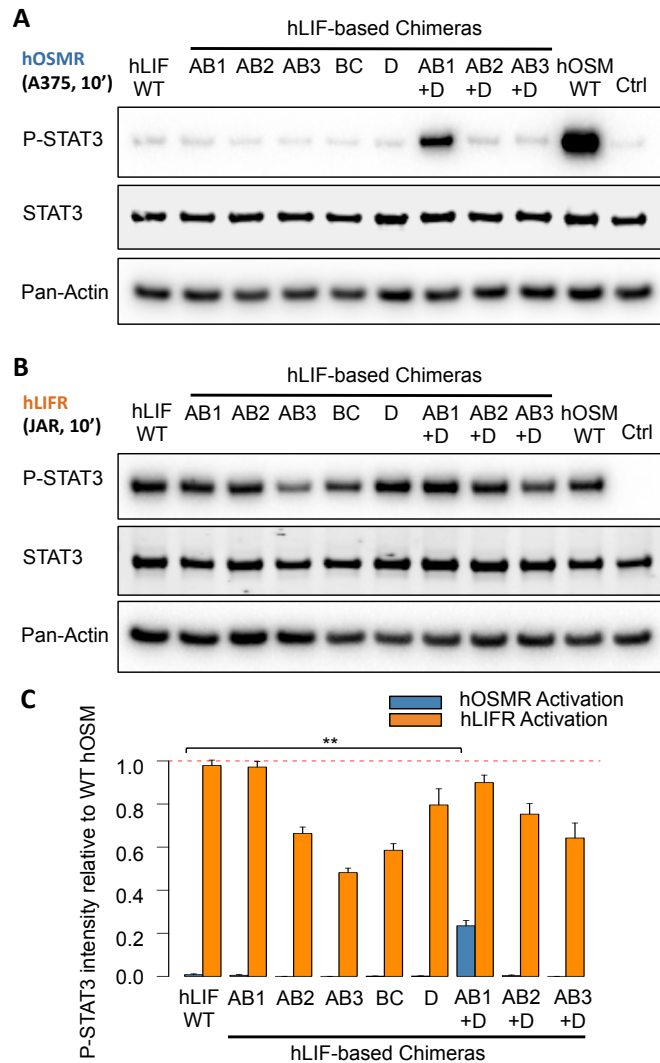 A
hLIF-based Chimeras
hOSMR
(A375, 10')
hLIF WT AB1 AB2 AB3 BC D AB1 +D AB2 +D AB3 +D hOSM WT Ctrl
P-STAT3
STAT3
Pan-Actin
B
hLIF-based Chimeras
hLIFR
(JAR, 10')
hLIF WT AB1 AB2 AB3 BC D AB1 +D AB2 +D AB3 +D hOSM WT Ctrl
P-STAT3
STAT3
Pan-Actin
C
hOSMR Activation
hLIFR Activation
**
P-STAT3 intensity relative to WT hOSM
1.0
0.8
0.6
0.4
0.2
0.0
hLIF WT AB1 AB2 AB3 BC D AB1 +D AB2 +D AB3 +D
hLIF-based Chimeras